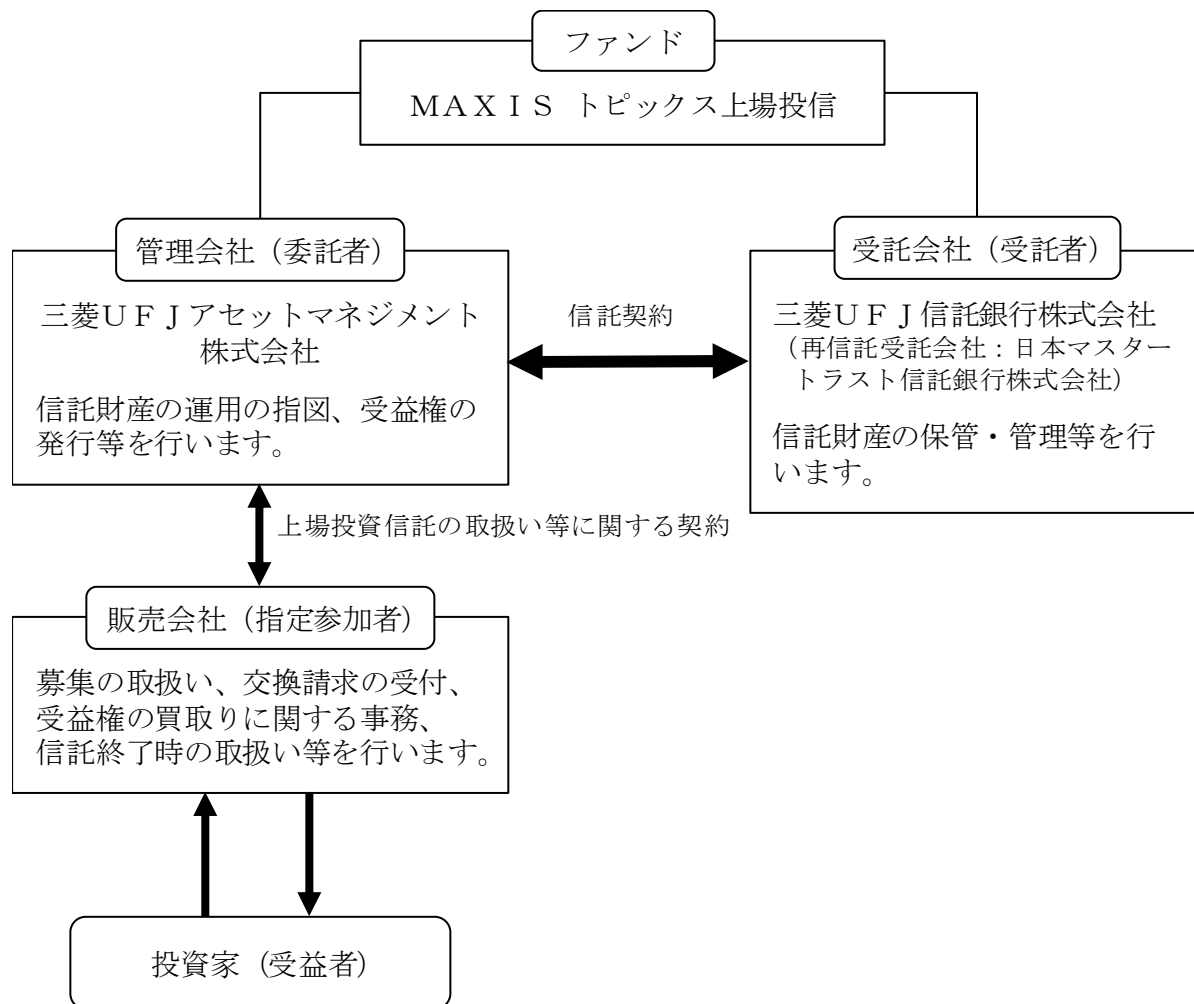 ファンド
ＭＡＸＩＳ トピックス上場投信
管理会社（委託者）
三菱ＵＦＪアセットマネジメント
株式会社
信託財産の運用の指図、受益権の
発行等を行います。
信託契約
受託会社（受託者）
三菱ＵＦＪ信託銀行株式会社
（再信託受託会社：日本マスター
トラスト信託銀行株式会社）
信託財産の保管・管理等を行
います。
上場投資信託の取扱い等に関する契約
販売会社（指定参加者）
募集の取扱い、交換請求の受付、
受益権の買取りに関する事務、
信託終了時の取扱い等を行います。
投資家（受益者）